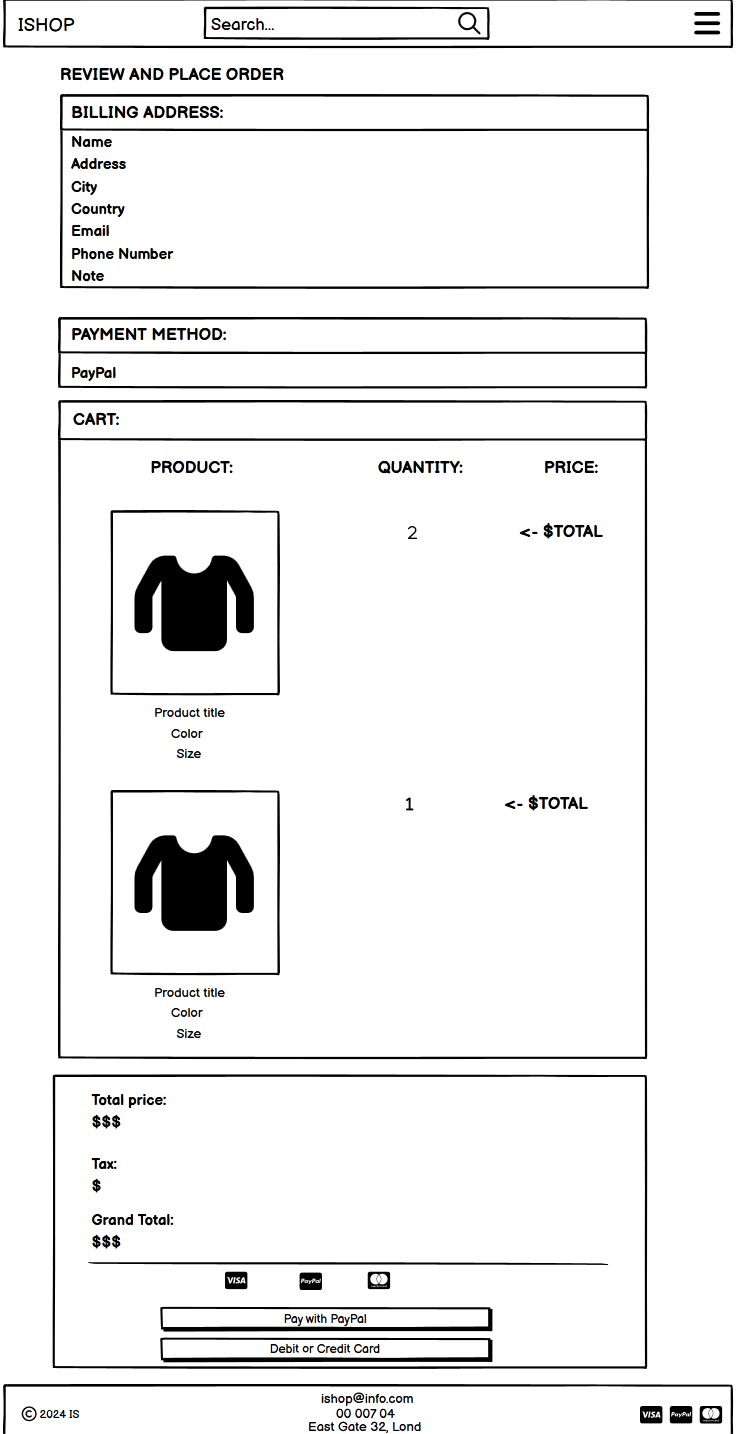 ISHOP
Search...
REVIEW AND PLACE ORDER
BILLING ADDRESS:
Name
Address
City
Country
Email
Phone Number
Note
PAYMENT METHOD:
PayPal
CART:
PRODUCT: QUANTITY: PRICE:
2 <- $TOTAL
Product title
Color
Size
1 <- $TOTAL
Product title
Color
Size
Total price:
$$$
Tax:
$
Grand Total:
$$$
VISA PayPal
Pay with PayPal
Debit or Credit Card
ishop@info.com
© 2024 IS 00 007 04 VISA PayPal
East Gate 32, Lond